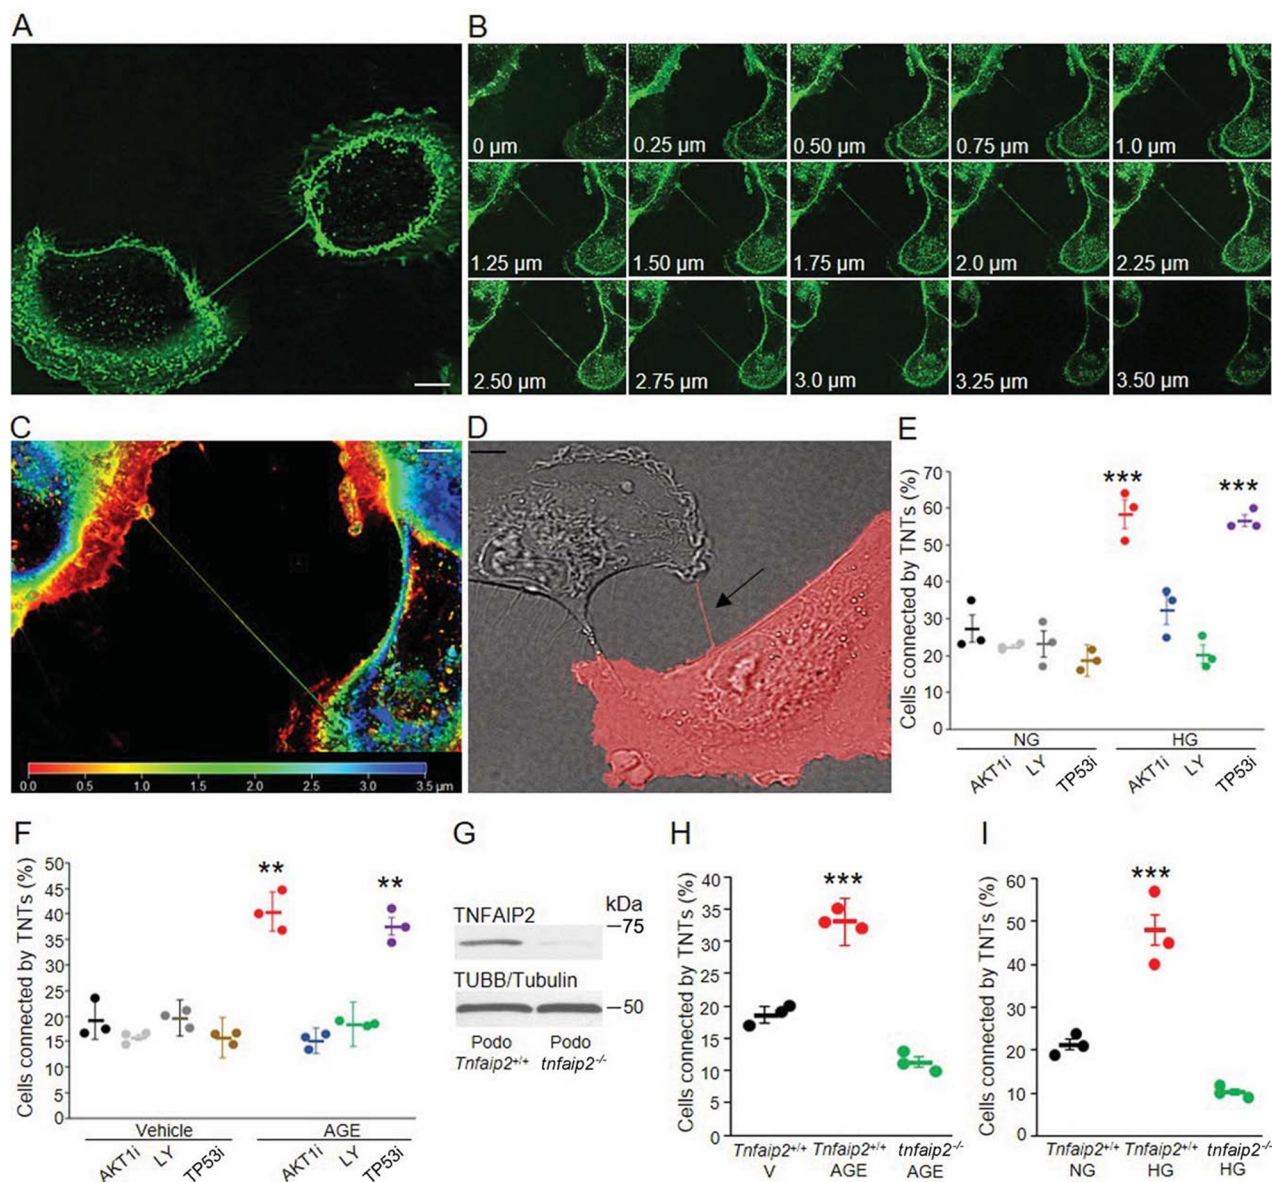 A
B
0 µm
0.25 µm
0.50 µm
0.75 µm
1.0 µm
1.25 µm
1.50 µm
1.75 µm
2.0 µm
2.25 µm
2.50 µm
2.75 µm
3.0 µm
3.25 µm
3.50 µm
C
0.0 0.5 1.0 1.5 2.0 2.5 3.0 3.5 µm
D
E
Cells connected by TNTs (%)
70
60
50
40
30
20
10
0
*** ***
NG HG
AKT1i LY TP53i AKT1i LY TP53i
F
Cells connected by TNTs (%)
50
45
40
35
30
25
20
15
10
5
0
** **
Vehicle AGE
AKT1i LY TP53i AKT1i LY TP53i
G
kDa
TNFAIP2
75
TUBB/Tubulin
50
Podo Podo
Tnfaip2+/+ tnfaip2-/-
H
Cells connected by TNTs (%)
40
35
30
25
20
15
10
5
0
***
Tnfaip2+/+ Tnfaip2+/+ tnfaip2-/-
V AGE AGE
I
Cells connected by TNTs (%)
60
50
40
30
20
10
0
***
Tnfaip2+/+ Tnfaip2+/+ tnfaip2-/-
NG HG HG